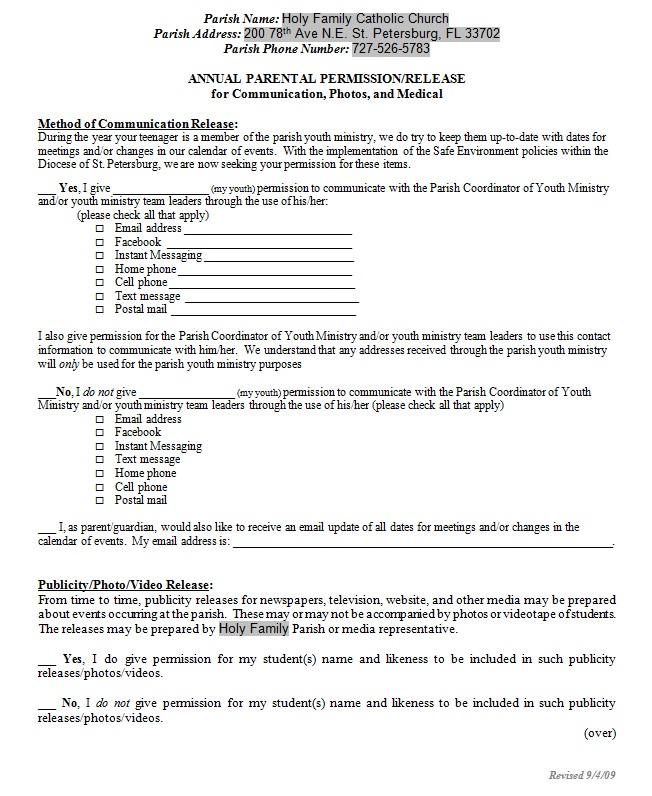 Parish Name: Holy Family Catholic Church
Parish Address: 200 78th Ave N.E. St. Petersburg, FL 33702
Parish Phone Number: 727-526-5783
ANNUAL PARENTAL PERMISSION/RELEASE
for Communication, Photos, and Medical
Method of Communication Release:
During the year your teenager is a member of the parish youth ministry, we do try to keep them up-to-date with dates for
meetings and/or changes in our calendar of events. With the implementation of the Safe Environment policies within the
Diocese of St. Petersburg, we are now seeking your permission for these items.
___ Yes, I give ________________ (my youth) permission to communicate with the Parish Coordinator of Youth Ministry
and/or youth ministry team leaders through the use of his/her:
(please check all that apply)
□ Email address ____________________________
□ Facebook ____________________________
□ Instant Messaging ____________________________
□ Home phone ____________________________
□ Cell phone ____________________________
□ Text message ____________________________
□ Postal mail ____________________________
I also give permission for the Parish Coordinator of Youth Ministry and/or youth ministry team leaders to use this contact
information to communicate with him/her. We understand that any addresses received through the parish youth ministry
will only be used for the parish youth ministry purposes
___No, I do not give ________________ (my youth) permission to communicate with the Parish Coordinator of Youth
Ministry and/or youth ministry team leaders through the use of his/her (please check all that apply)
□ Email address
□ Facebook
□ Instant Messaging
□ Text message
□ Home phone
□ Cell phone
□ Postal mail
___ I, as parent/guardian, would also like to receive an email update of all dates for meetings and/or changes in the
calendar of events. My email address is: ________________________________________________.
Publicity/Photo/Video Release:
From time to time, publicity releases for newspapers, television, website, and other media may be prepared
about events occurring at the parish. These may or may not be accompanied by photos or videotape of students.
The releases may be prepared by Holy Family Parish or media representative.
___ Yes, I do give permission for my student(s) name and likeness to be included in such publicity
releases/photos/videos.
___ No, I do not give permission for my student(s) name and likeness to be included in such publicity
releases/photos/videos.
(over)
Revised 9/4/09